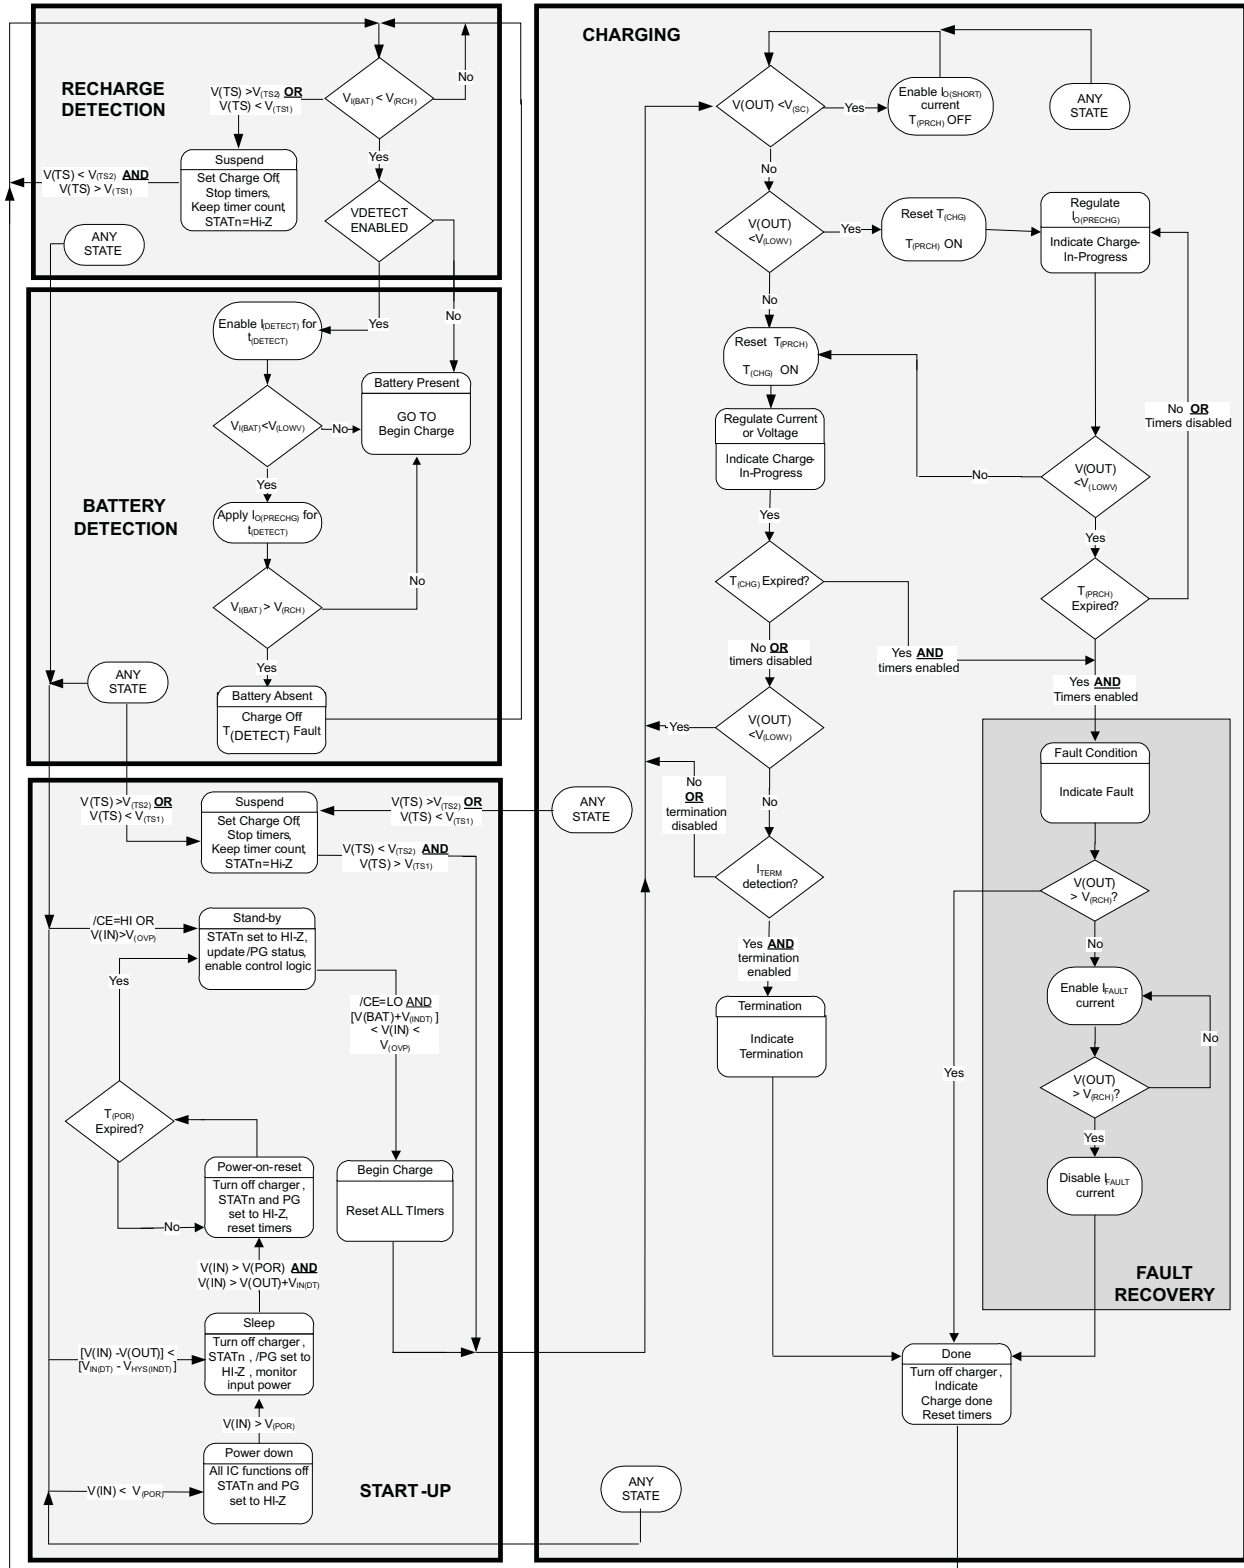 RECHARGE
DETECTION
V(TS) >V(TS2) OR
V(TS) < V(TS1)
VI(BAT) < V(RCH)
No
Yes
Suspend
Set Charge Off,
Stop timers,
Keep timer count,
STATn=Hi-Z
V(TS) < V(TS2) AND
V(TS) > V(TS1)
VDETECT
ENABLED
ANY
STATE
No
Yes
Enable I(DETECT) for
t(DETECT)
Battery Present
GO TO
Begin Charge
VI(BAT)<V(LOWV)
No
Yes
BATTERY
DETECTION
Apply IO(PRECHG) for
t(DETECT)
No
VI(BAT) > V(RCH)
Yes
ANY
STATE
Battery Absent
Charge Off
T(DETECT) Fault
V(TS) >V(TS2) OR
V(TS) < V(TS1)
Suspend
Set Charge Off,
Stop timers,
Keep timer count,
STATn=Hi-Z
V(TS) >V(TS2) OR
V(TS) < V(TS1)
V(TS) < V(TS2) AND
V(TS) > V(TS1)
ANY
STATE
/CE=HI OR
V(IN)>V(OVP)
Stand-by
STATn set to HI-Z,
update /PG status,
enable control logic
Yes
/CE=LO AND
[V(BAT)+V(INDT) ]
< V(IN) <
V(OVP)
T(POR)
Expired?
Power-on-reset
Turn off charger ,
STATn and PG
set to HI-Z,
reset timers
No
Begin Charge
Reset ALL TImers
V(IN) > V(POR) AND
V(IN) > V(OUT)+VIN(DT)
Sleep
Turn off charger ,
STATn , /PG set to
HI-Z , monitor
input power
[V(IN) -V(OUT)] <
[VIN(DT) - VHYS(INDT) ]
V(IN) > V(POR)
Power down
All IC functions off
STATn and PG
set to HI-Z
V(IN) < V(POR)
START-UP
CHARGING
V(OUT) <V(SC)
Yes
Enable IO(SHORT)
current
T(PRCH) OFF
ANY
STATE
No
V(OUT)
<V(LOWV)
Yes
Reset T(CHG)
T(PRCH) ON
Regulate
IO(PRECHG)
Indicate Charge-
In-Progress
No
Reset T(PRCH)
T(CHG) ON
No OR
Timers disabled
Regulate Current
or Voltage
Indicate Charge-
In-Progress
No
V(OUT)
<V(LOWV)
Yes
Yes
T(CHG) Expired?
T(PRCH)
Expired?
No OR
timers disabled
Yes AND
timers enabled
Yes AND
Timers enabled
V(OUT)
<V(LOWV)
Yes
No
OR
termination
disabled
No
ITERM
detection?
Yes AND
termination
enabled
Termination
Indicate
Termination
Fault Condition
Indicate Fault
V(OUT)
> V(RCH)?
No
Enable IFAULT
current
No
V(OUT)
> V(RCH)?
Yes
Yes
Disable IFAULT
current
FAULT
RECOVERY
Done
Turn off charger ,
Indicate
Charge done
Reset timers
ANY
STATE